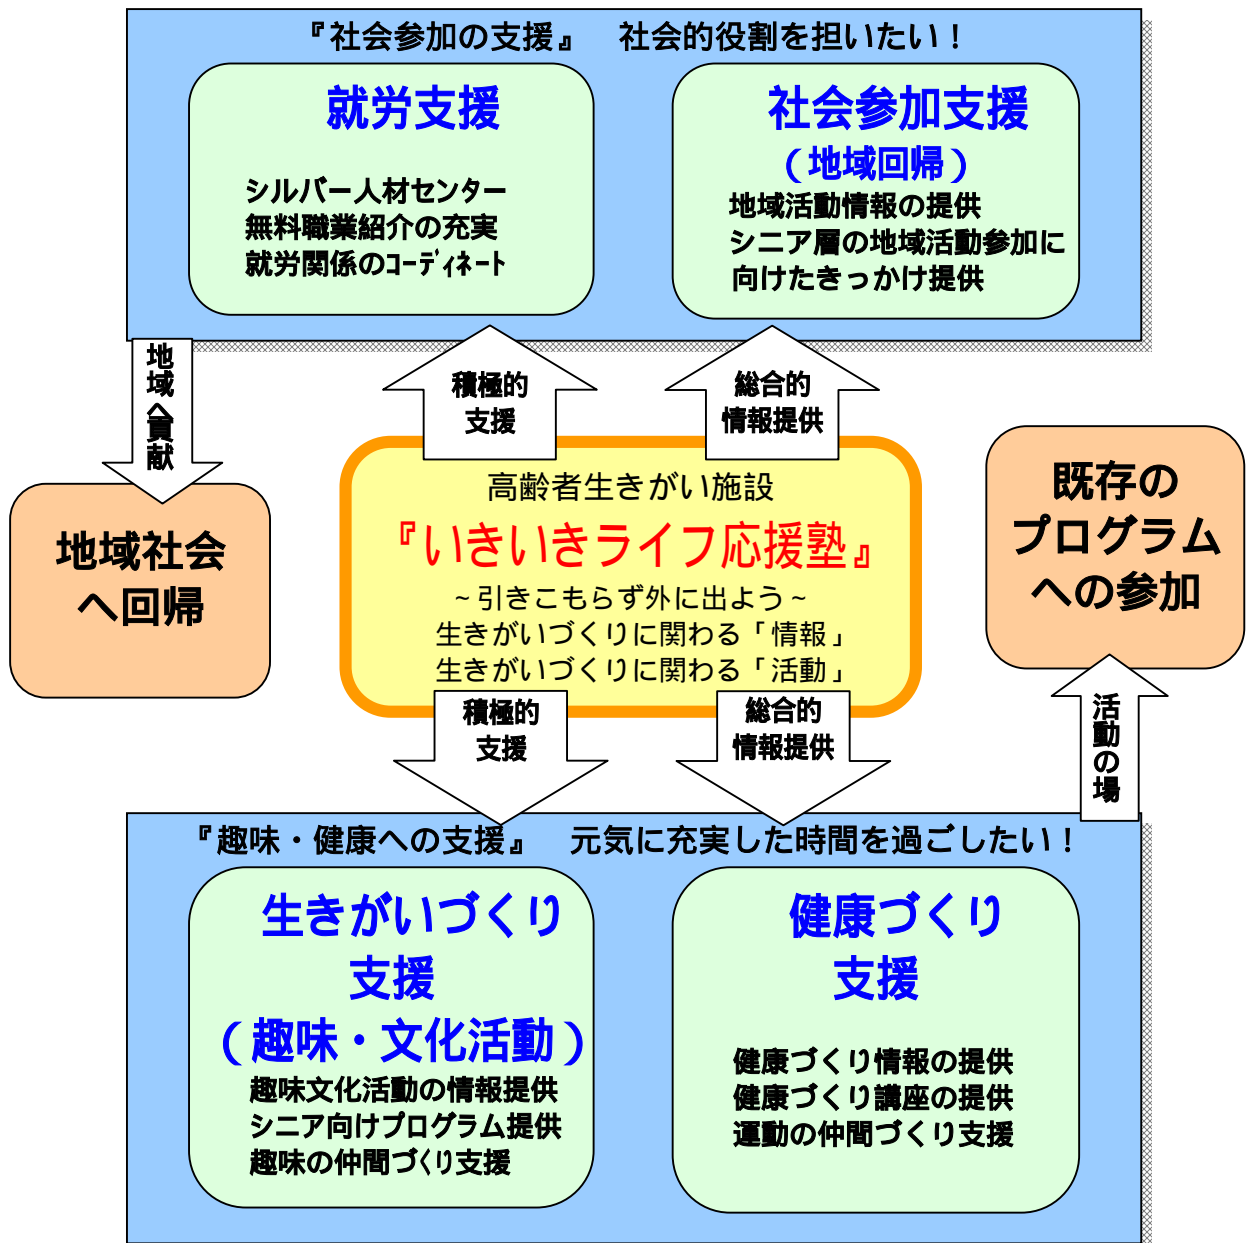 『社会参加の支援』　社会的役割を担いたい！
就労支援
シルバー人材センター
無料職業紹介の充実
就労関係のｺｰﾃﾞｨﾈｰﾄ
社会参加支援
（地域回帰）
地域活動情報の提供
シニア層の地域活動参加に
向けたきっかけ提供
地域へ貢献
積極的
支援
総合的
情報提供
地域社会
へ回帰
高齢者生きがい施設
『いきいきライフ応援塾』
～引きこもらず外に出よう～
生きがいづくりに関わる「情報」
生きがいづくりに関わる「活動」
既存の
プログラム
への参加
積極的
支援
総合的
情報提供
活動の場
『趣味・健康への支援』　元気に充実した時間を過ごしたい！
生きがいづくり
支援
（趣味・文化活動）
趣味文化活動の情報提供
シニア向けプログラム提供
趣味の仲間づくり支援
健康づくり
支援
健康づくり情報の提供
健康づくり講座の提供
運動の仲間づくり支援